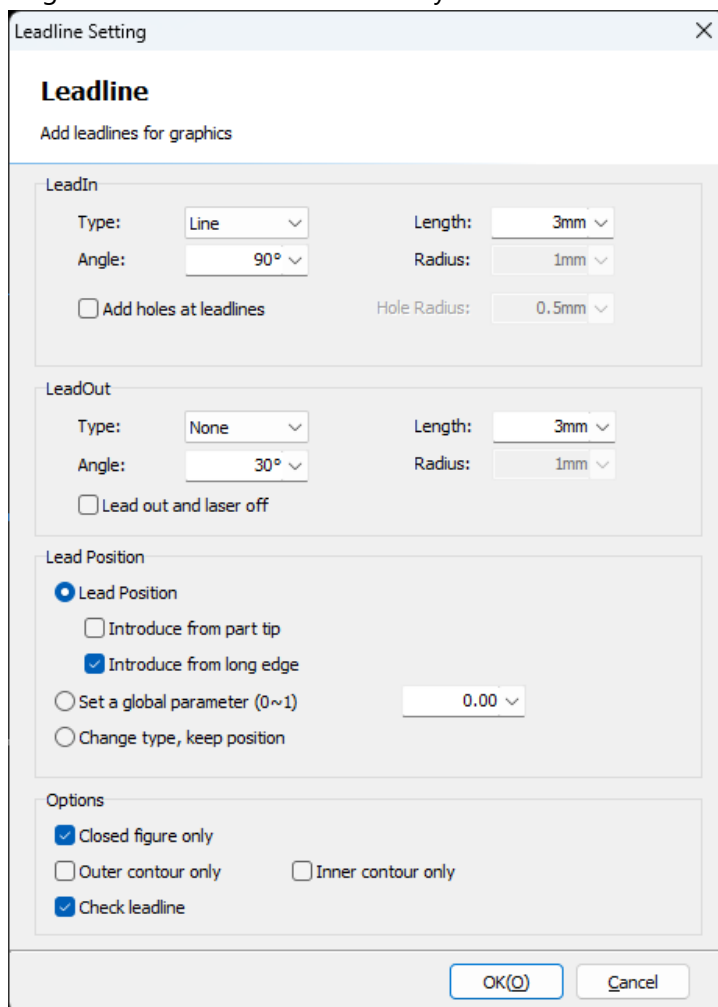 Leadline Setting
Leadline
Add leadlines for graphics
LeadIn
Type: Line Length: 3mm
Angle: 90° Radius: 1mm
Add holes at leadlines Hole Radius: 0.5mm
LeadOut
Type: None Length: 3mm
Angle: 30° Radius: 1mm
Lead out and laser off
Lead Position
Lead Position
Introduce from part tip
Introduce from long edge
Set a global parameter (0~1) 0.00
Change type, keep position
Options
Closed figure only
Outer contour only Inner contour only
Check leadline
OK(O) Cancel